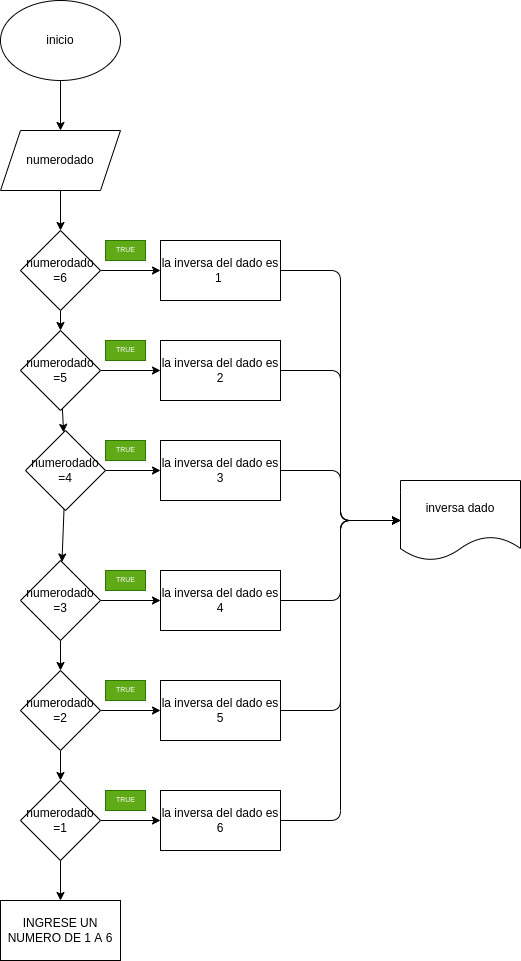 inicio
numerodado
numerodado
=6
TRUE
la inversa del dado es
1
numerodado
=5
TRUE
la inversa del dado es
2
numerodado
=4
TRUE
la inversa del dado es
3
inversa dado
numerodado
=3
TRUE
la inversa del dado es
4
numerodado
=2
TRUE
la inversa del dado es
5
numerodado
=1
TRUE
la inversa del dado es
6
INGRESE UN
NUMERO DE 1 A 6